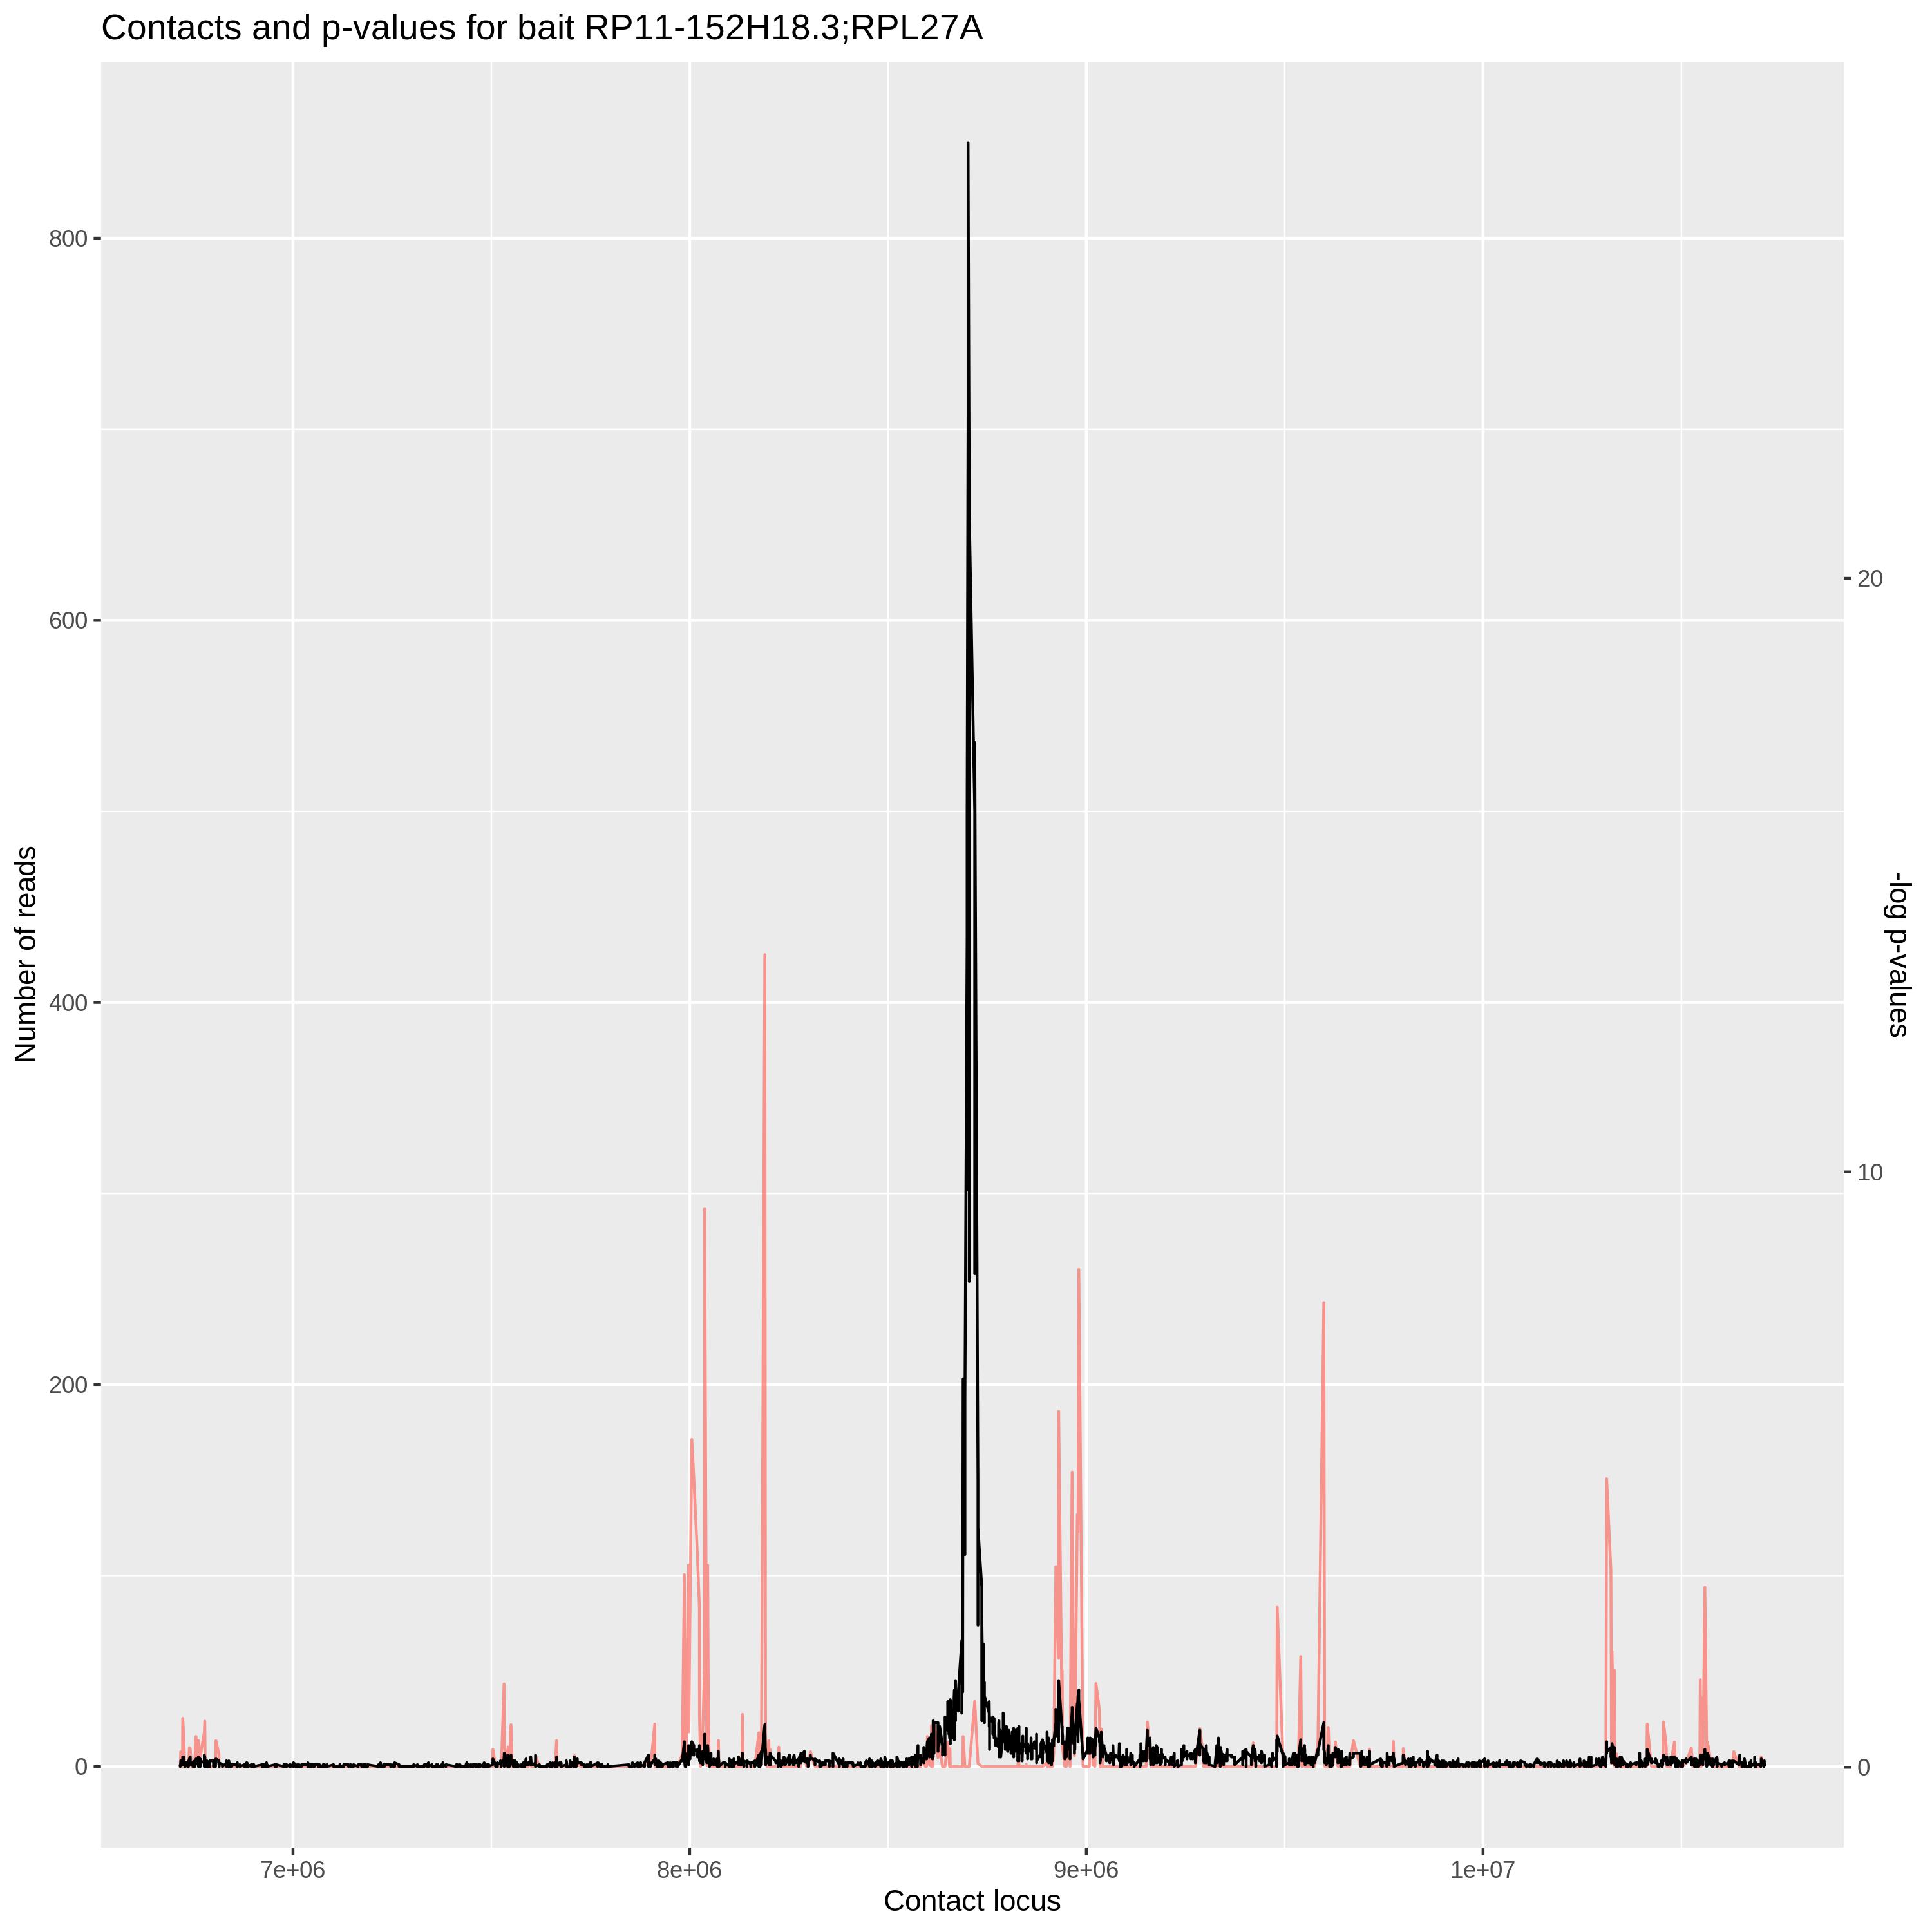 Contacts and p-values for bait RP11-152H18.3;RPL27A
800
600
400
200
0
Number of reads
20
10
0
-log p-values
7e+06
8e+06
9e+06
1e+07
Contact locus